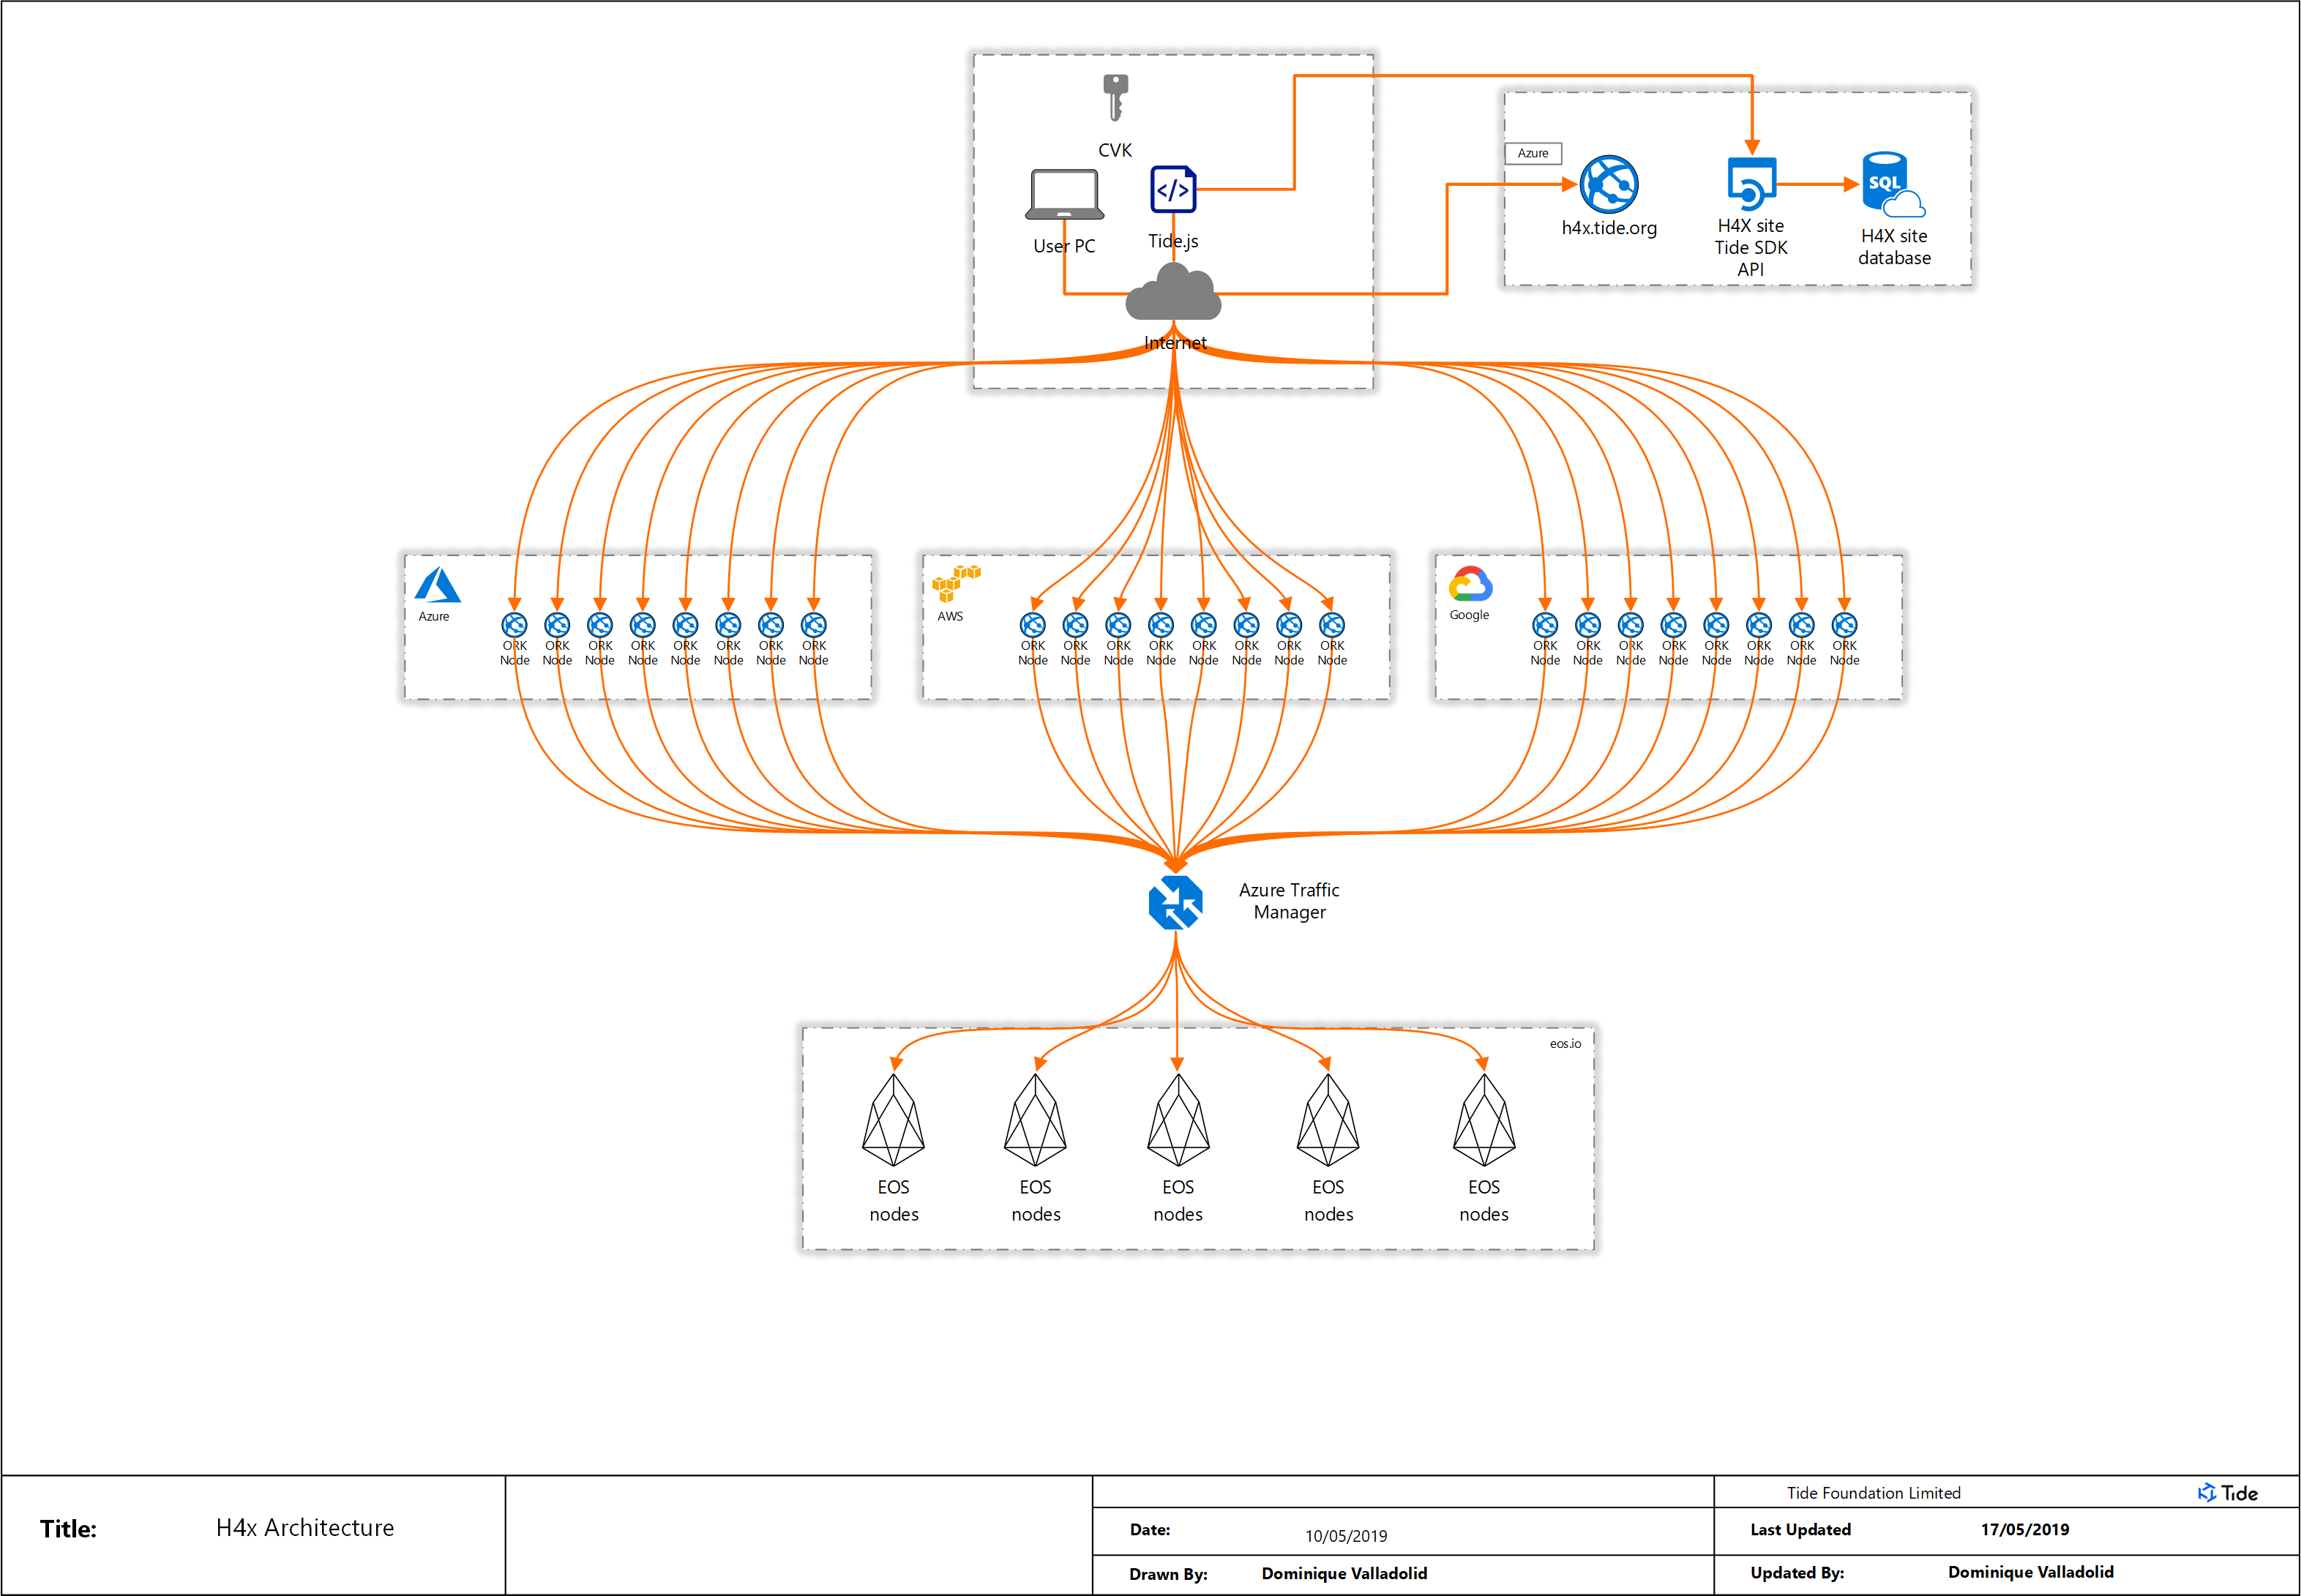 CVK
User PC
Tide.js
Internet
Azure
h4x.tide.org
H4X site
Tide SDK
API
SQL
H4X site
database
Azure
ORK
Node
ORK
Node
ORK
Node
ORK
Node
ORK
Node
ORK
Node
ORK
Node
ORK
Node
AWS
ORK
Node
ORK
Node
ORK
Node
ORK
Node
ORK
Node
ORK
Node
ORK
Node
ORK
Node
Google
ORK
Node
ORK
Node
ORK
Node
ORK
Node
ORK
Node
ORK
Node
ORK
Node
ORK
Node
Azure Traffic
Manager
eos.io
EOS
nodes
EOS
nodes
EOS
nodes
EOS
nodes
EOS
nodes
Title: H4x Architecture
Tide Foundation Limited Tide
Date: 10/05/2019
Last Updated 17/05/2019
Drawn By: Dominique Valladolid
Updated By: Dominique Valladolid